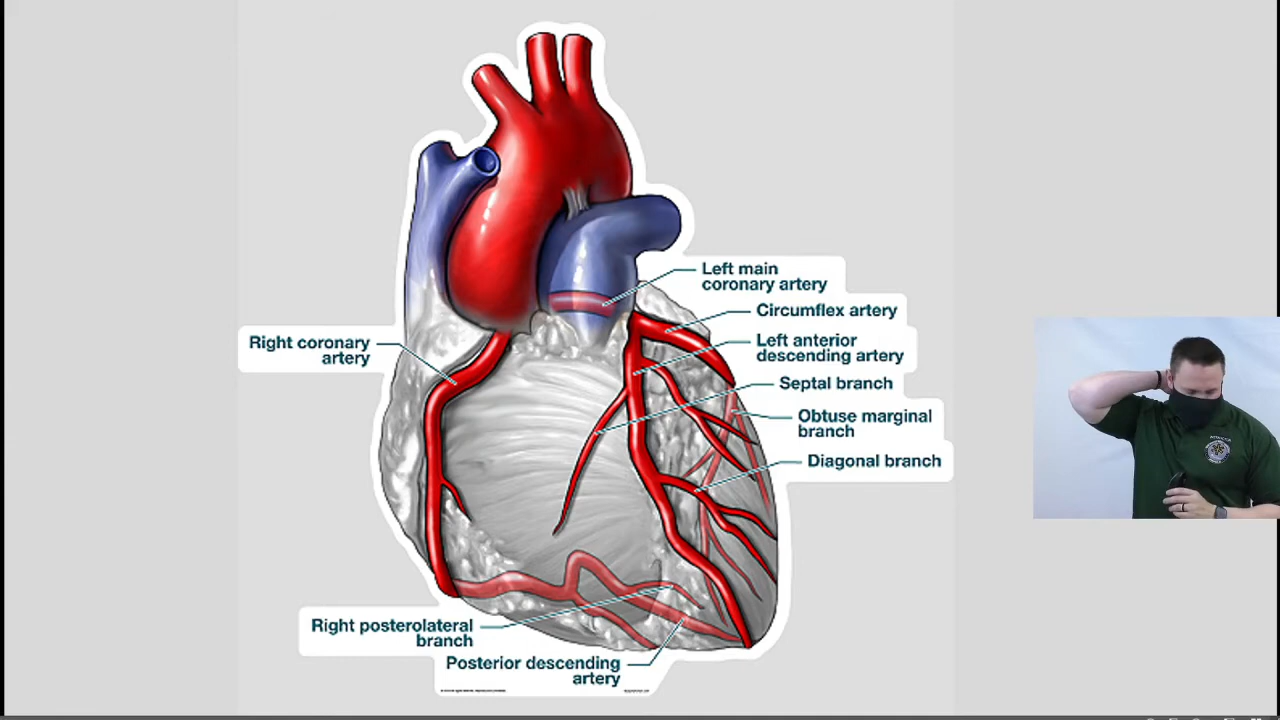 Left main
coronary artery
Circumflex artery
Left anterior
descending artery
Septal branch
Obtuse marginal
branch
Diagonal branch
Right coronary
artery
Right posterolateral
branch
Posterior descending
artery